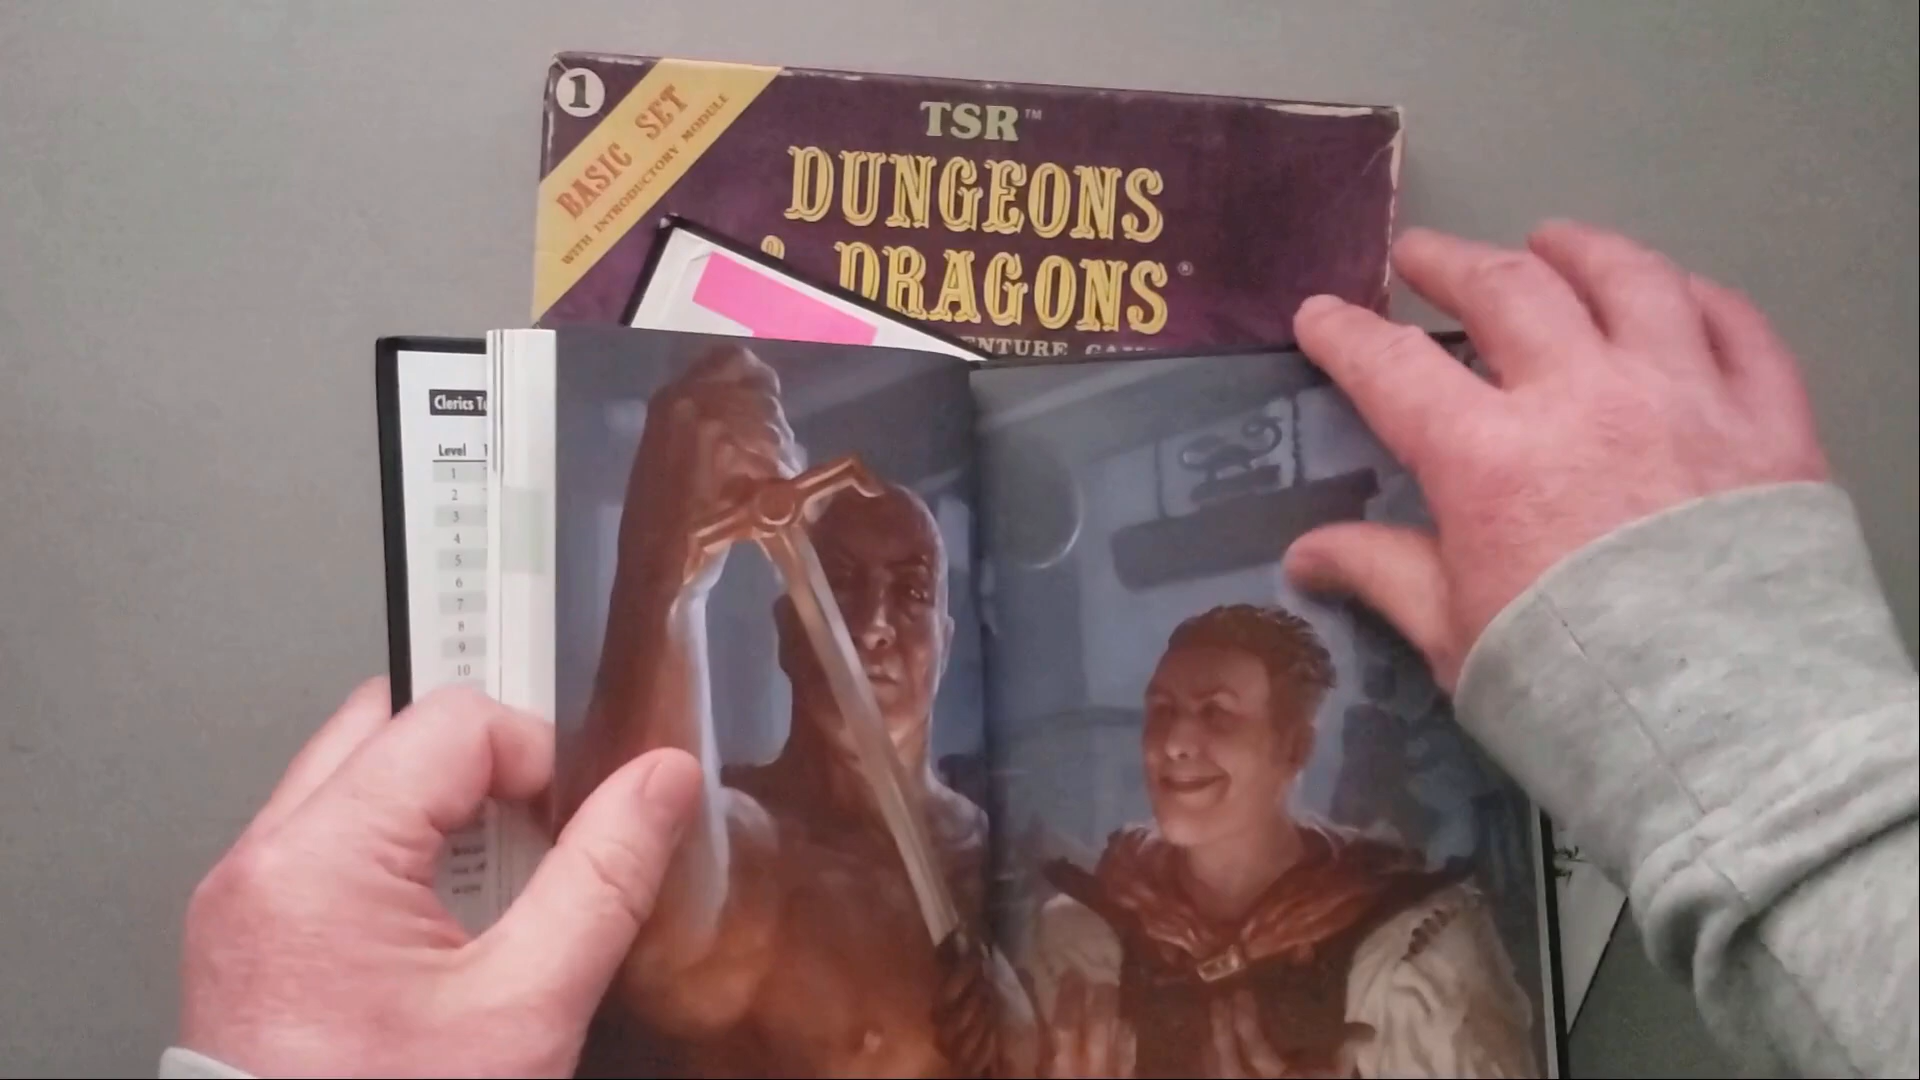 1
BASIC SET
WITH INTRODUCTORY MODULE
TSR™
DUNGEONS
& DRAGONS®
Clerics
Level
1
2
3
4
5
6
7
8
9
10